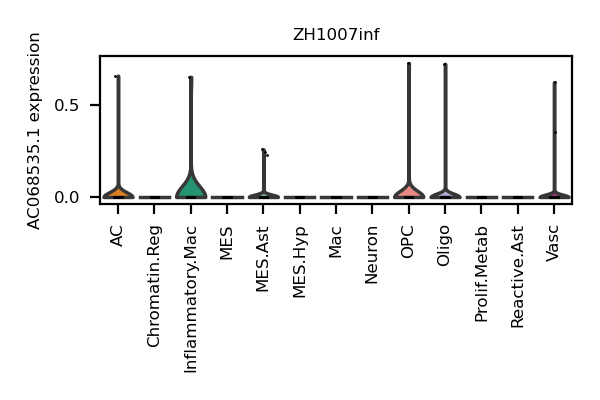 ZH1007inf
AC068535.1 expression
0.5
0.0
AC
Chromatin.Reg
Inflammatory.Mac
MES
MES.Ast
MES.Hyp
Mac
Neuron
OPC
Oligo
Prolif.Metab
Reactive.Ast
Vasc